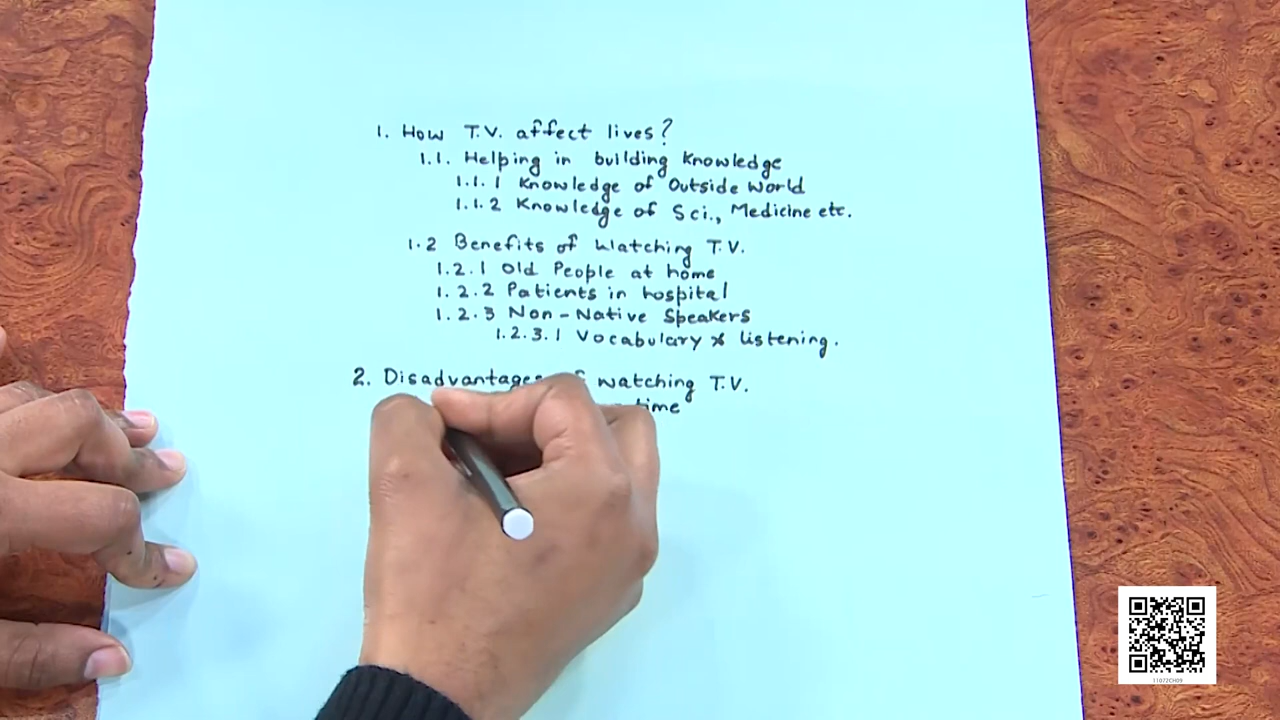 1. How T.V. affect lives?
1.1. Helping in building Knowledge
1.1.1 Knowledge of Outside World
1.1.2 Knowledge of Sci., Medicine etc.
1.2 Benefits of Watching T.V.
1.2.1 Old People at home
1.2.2 Patients in hospital
1.2.3 Non-Native Speakers
1.2.3.1 Vocabulary & listening.
2. Disadvantages watching T.V.
time
11072CH09